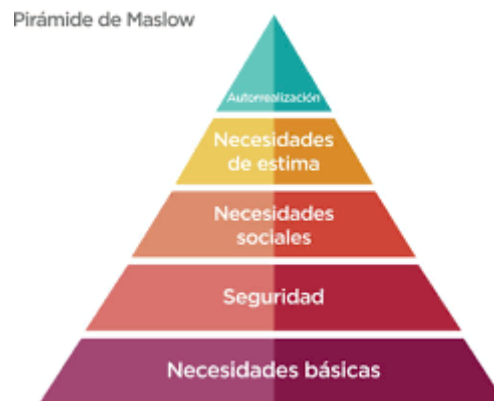 Pirámide de Maslow
Autorrealización
Necesidades
de estima
Necesidades
sociales
Seguridad
Necesidades básicas